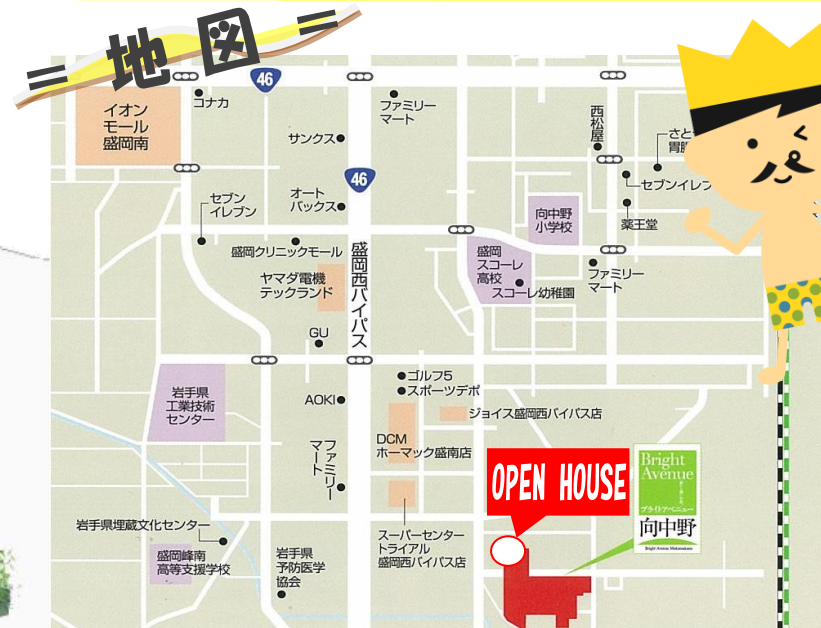 = 地図 =
46
コナカ
ファミリー
マート
イオン
モール
盛岡南
サンクス
西松屋
46
セブン
イレブン
オート
バックス
セブンイレブ
薬王堂
向中野
小学校
盛岡クリニックモール
盛岡西バイパス
盛岡
スコーレ
高校
スコーレ幼稚園
ファミリー
マート
ヤマダ電機
テックランド
GU
ゴルフ5
スポーツデポ
岩手県
工業技術
センター
AOKI
ジョイス盛岡西バイパス店
DCM
ホーマック盛南店
ファミリー
マート
OPEN HOUSE
Bright
Avenue
ブライトアベニュー
向中野
Bright Avenue Mukainakano
岩手県埋蔵文化センター
盛岡峰南
高等支援学校
岩手県
予防医学
協会
スーパーセンター
トライアル
盛岡西バイパス店